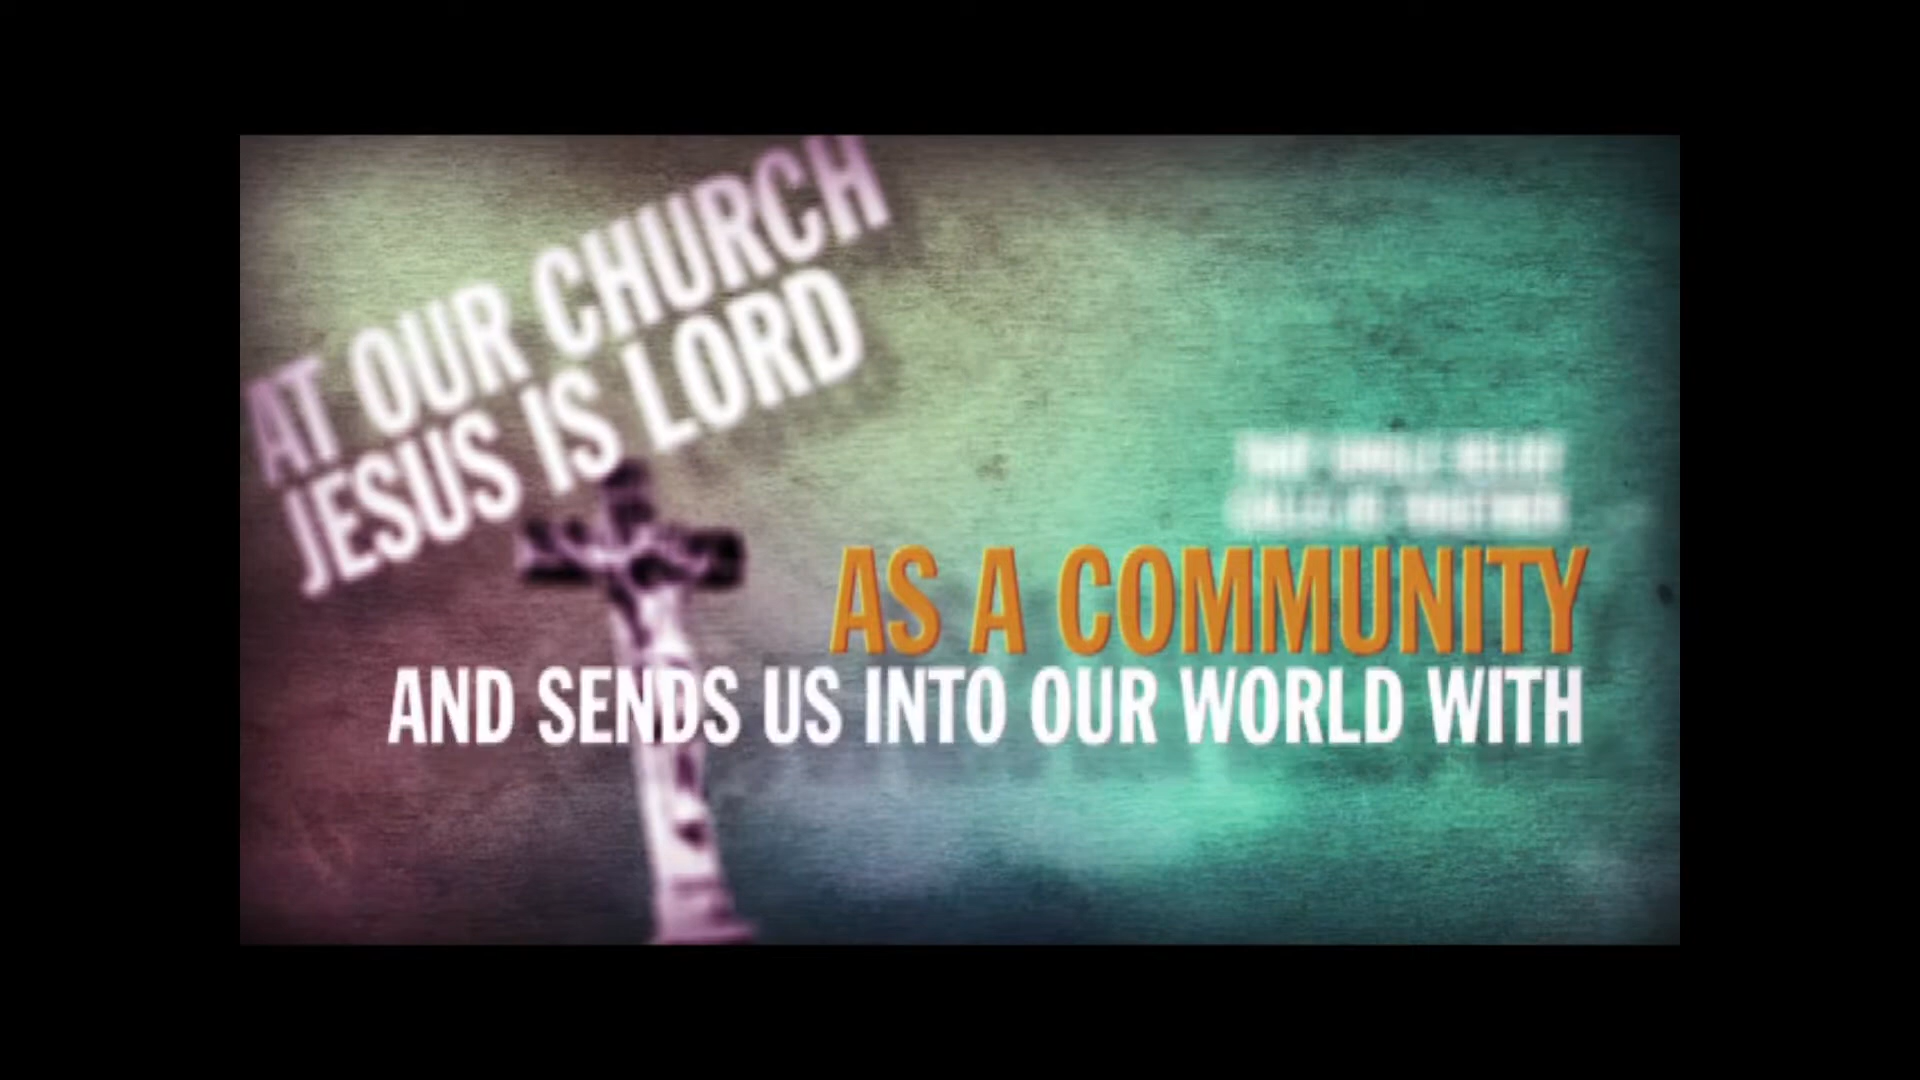 AT OUR CHURCH
JESUS IS LORD
AS A COMMUNITY
AND SENDS US INTO OUR WORLD WITH